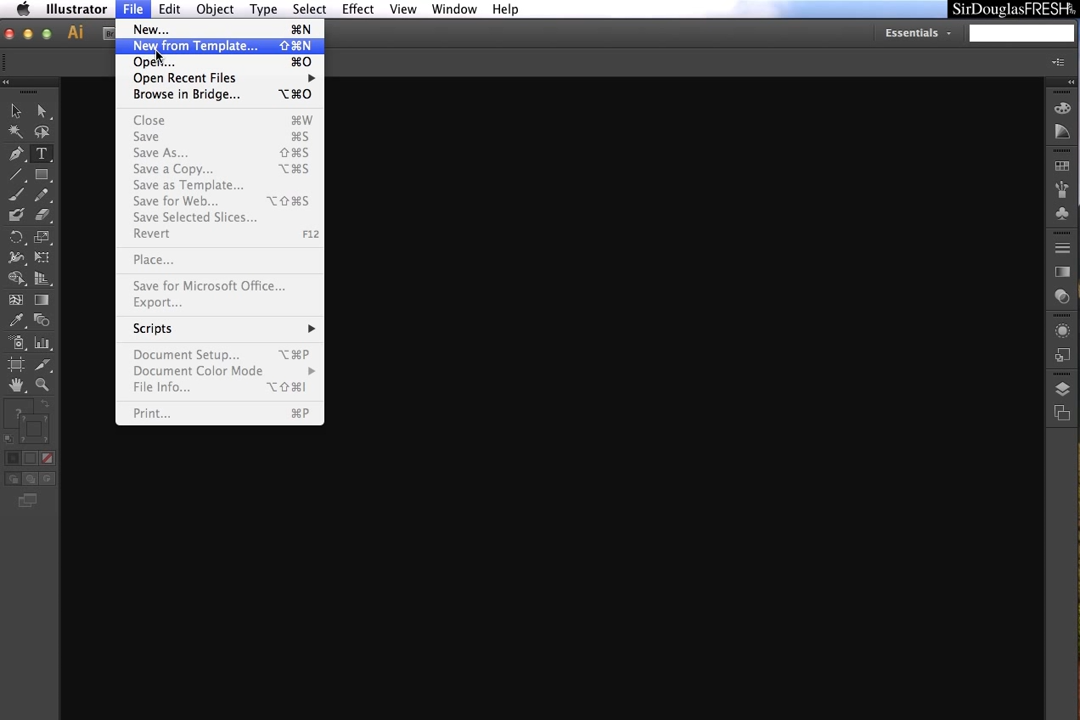 Illustrator File Edit Object Type Select Effect View Window Help
SirDouglasFRESH
Ai Essentials
New... ⌘N
New from Template... ⇧⌘N
Open... ⌘O
Open Recent Files
Browse in Bridge... ⌥⌘O
Close ⌘W
Save ⌘S
Save As... ⇧⌘S
Save a Copy... ⌥⌘S
Save as Template...
Save for Web... ⌥⇧⌘S
Save Selected Slices...
Revert F12
Place...
Save for Microsoft Office...
Export...
Scripts
Document Setup... ⌥⌘P
Document Color Mode
File Info... ⌥⇧⌘I
Print... ⌘P